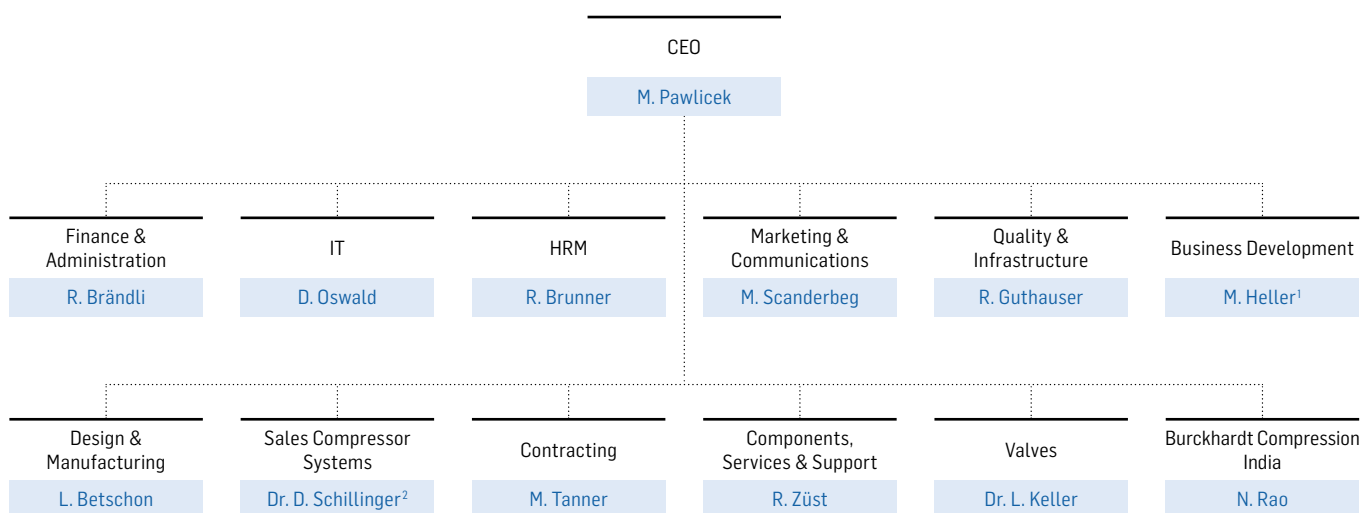 CEO
M. Pawlicek
Finance &
Administration
R. Brändli
IT
D. Oswald
HRM
R. Brunner
Marketing &
Communications
M. Scanderbeg
Quality &
Infrastructure
R. Guthauser
Business Development
M. Heller¹
Design &
Manufacturing
L. Betschon
Sales Compressor
Systems
Dr. D. Schillinger²
Contracting
M. Tanner
Components,
Services & Support
R. Züst
Valves
Dr. L. Keller
Burckhardt Compression
India
N. Rao